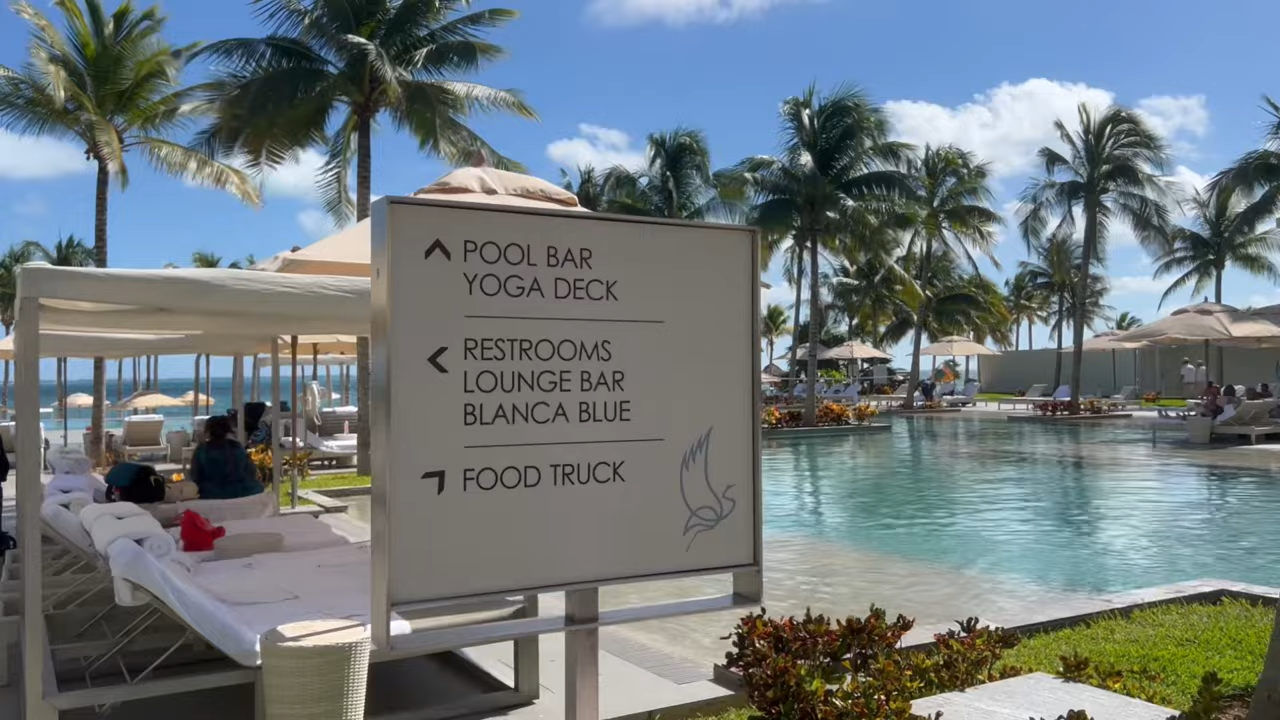 POOL BAR
YOGA DECK
RESTROOMS
LOUNGE BAR
BLANCA BLUE
FOOD TRUCK